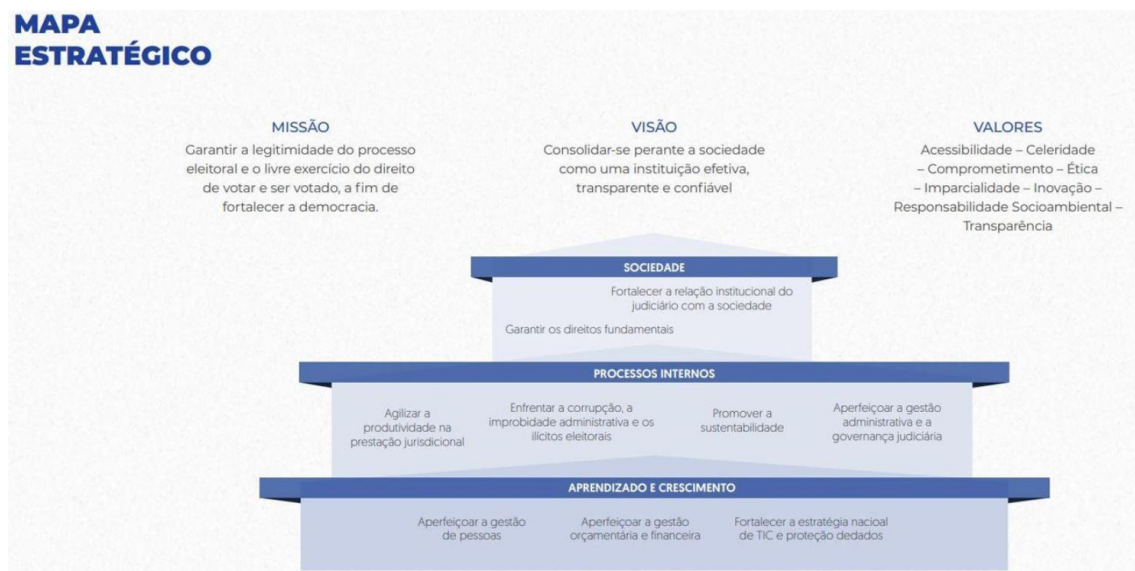 MAPA
ESTRATÉGICO
MISSÃO
Garantir a legitimidade do processo
eleitoral e o livre exercício do direito
de votar e ser votado, a fim de
fortalecer a democracia.
VISÃO
Consolidar-se perante a sociedade
como uma instituição efetiva,
transparente e confiável
VALORES
Acessibilidade – Celeridade
– Comprometimento – Ética
– Imparcialidade – Inovação –
Responsabilidade Socioambiental –
Transparência
SOCIEDADE
Fortalecer a relação institucional do
judiciário com a sociedade
Garantir os direitos fundamentais
PROCESSOS INTERNOS
Agilizar a
produtividade na
prestação jurisdicional
Enfrentar a corrupção, a
improbidade administrativa e os
ilícitos eleitorais
Promover a
sustentabilidade
Aperfeiçoar a gestão
administrativa e a
governança judiciária
APRENDIZADO E CRESCIMENTO
Aperfeiçoar a gestão
de pessoas
Aperfeiçoar a gestão
orçamentária e financeira
Fortalecer a estratégia nacioal
de TIC e proteção dedados